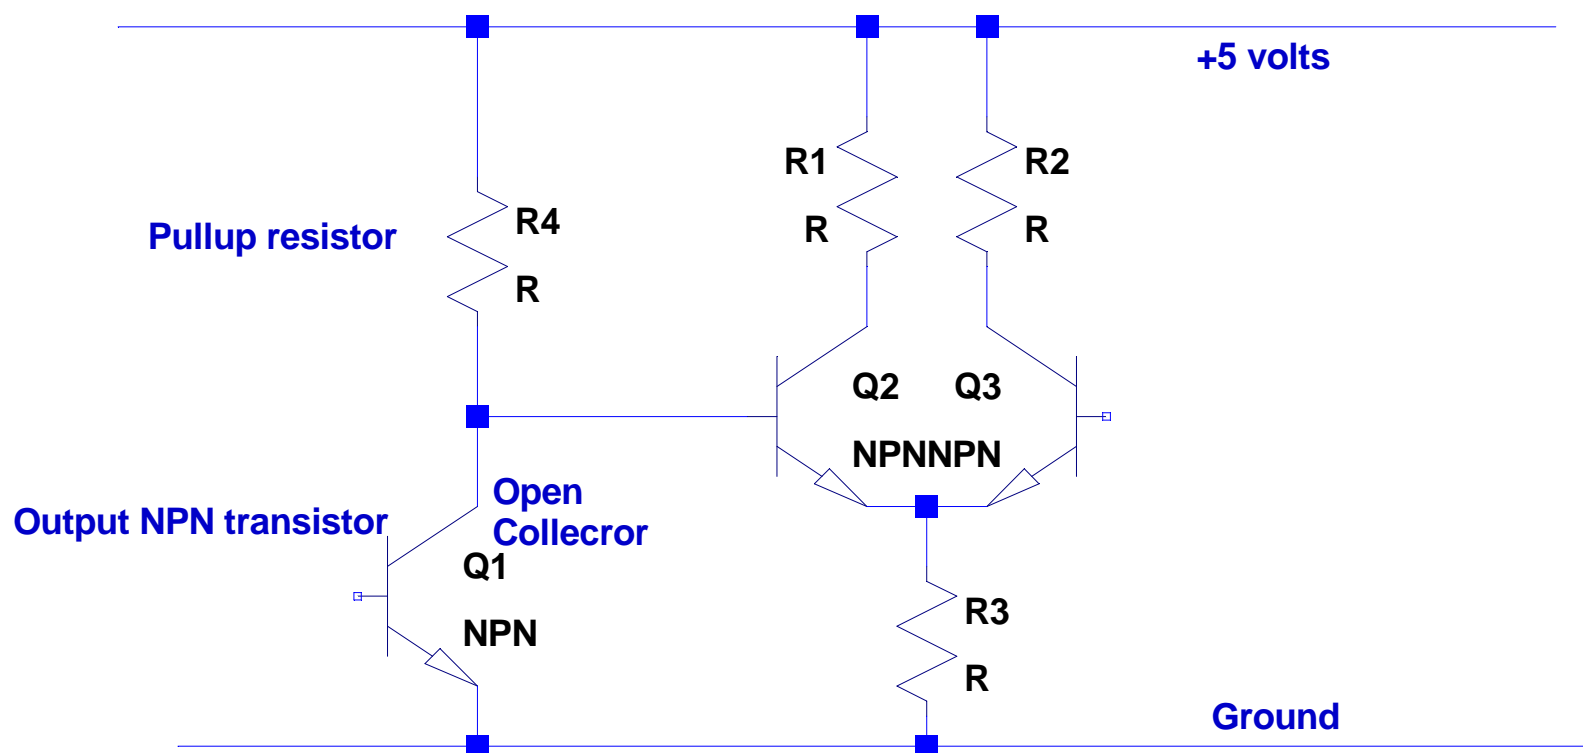 +5 volts
R1
R2
R4
Pullup resistor
R
R
R
Q2
Q3
NPNNPN
Open
Collecror
Output NPN transistor
Q1
R3
NPN
R
Ground